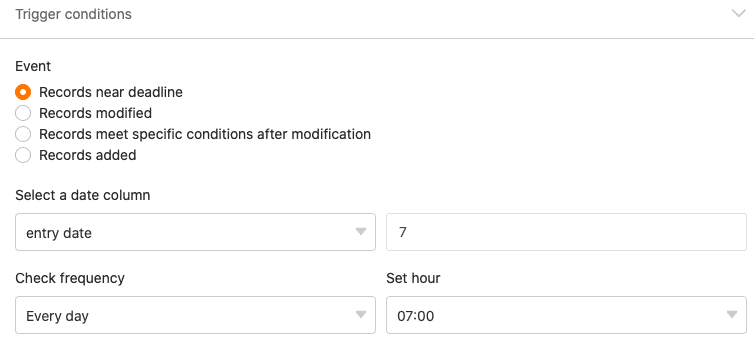 Trigger conditions
Event
Records near deadline
Records modified
Records meet specific conditions after modification
Records added
Select a date column
entry date 7
Check frequency Set hour
Every day 07:00